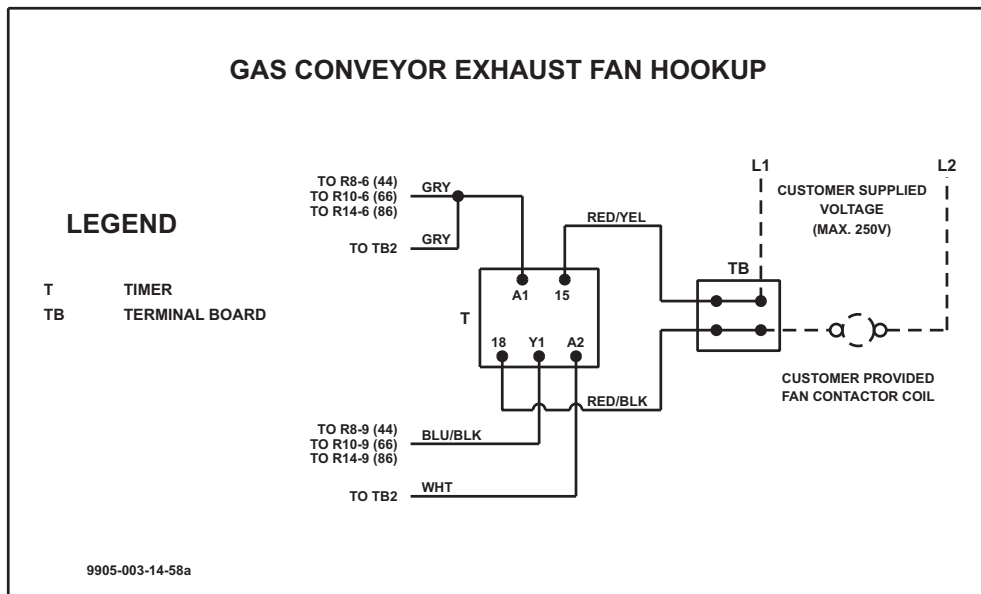 GAS CONVEYOR EXHAUST FAN HOOKUP
LEGEND
T TIMER
TB TERMINAL BOARD
TO R8-6 (44)
TO R10-6 (66)
TO R14-6 (86)
GRY
TO TB2
GRY
A1
15
T
18
Y1
A2
RED/YEL
RED/BLK
TO R8-9 (44)
TO R10-9 (66)
TO R14-9 (86)
BLU/BLK
TO TB2
WHT
L1
L2
CUSTOMER SUPPLIED
VOLTAGE
(MAX. 250V)
TB
CUSTOMER PROVIDED
FAN CONTACTOR COIL
9905-003-14-58a